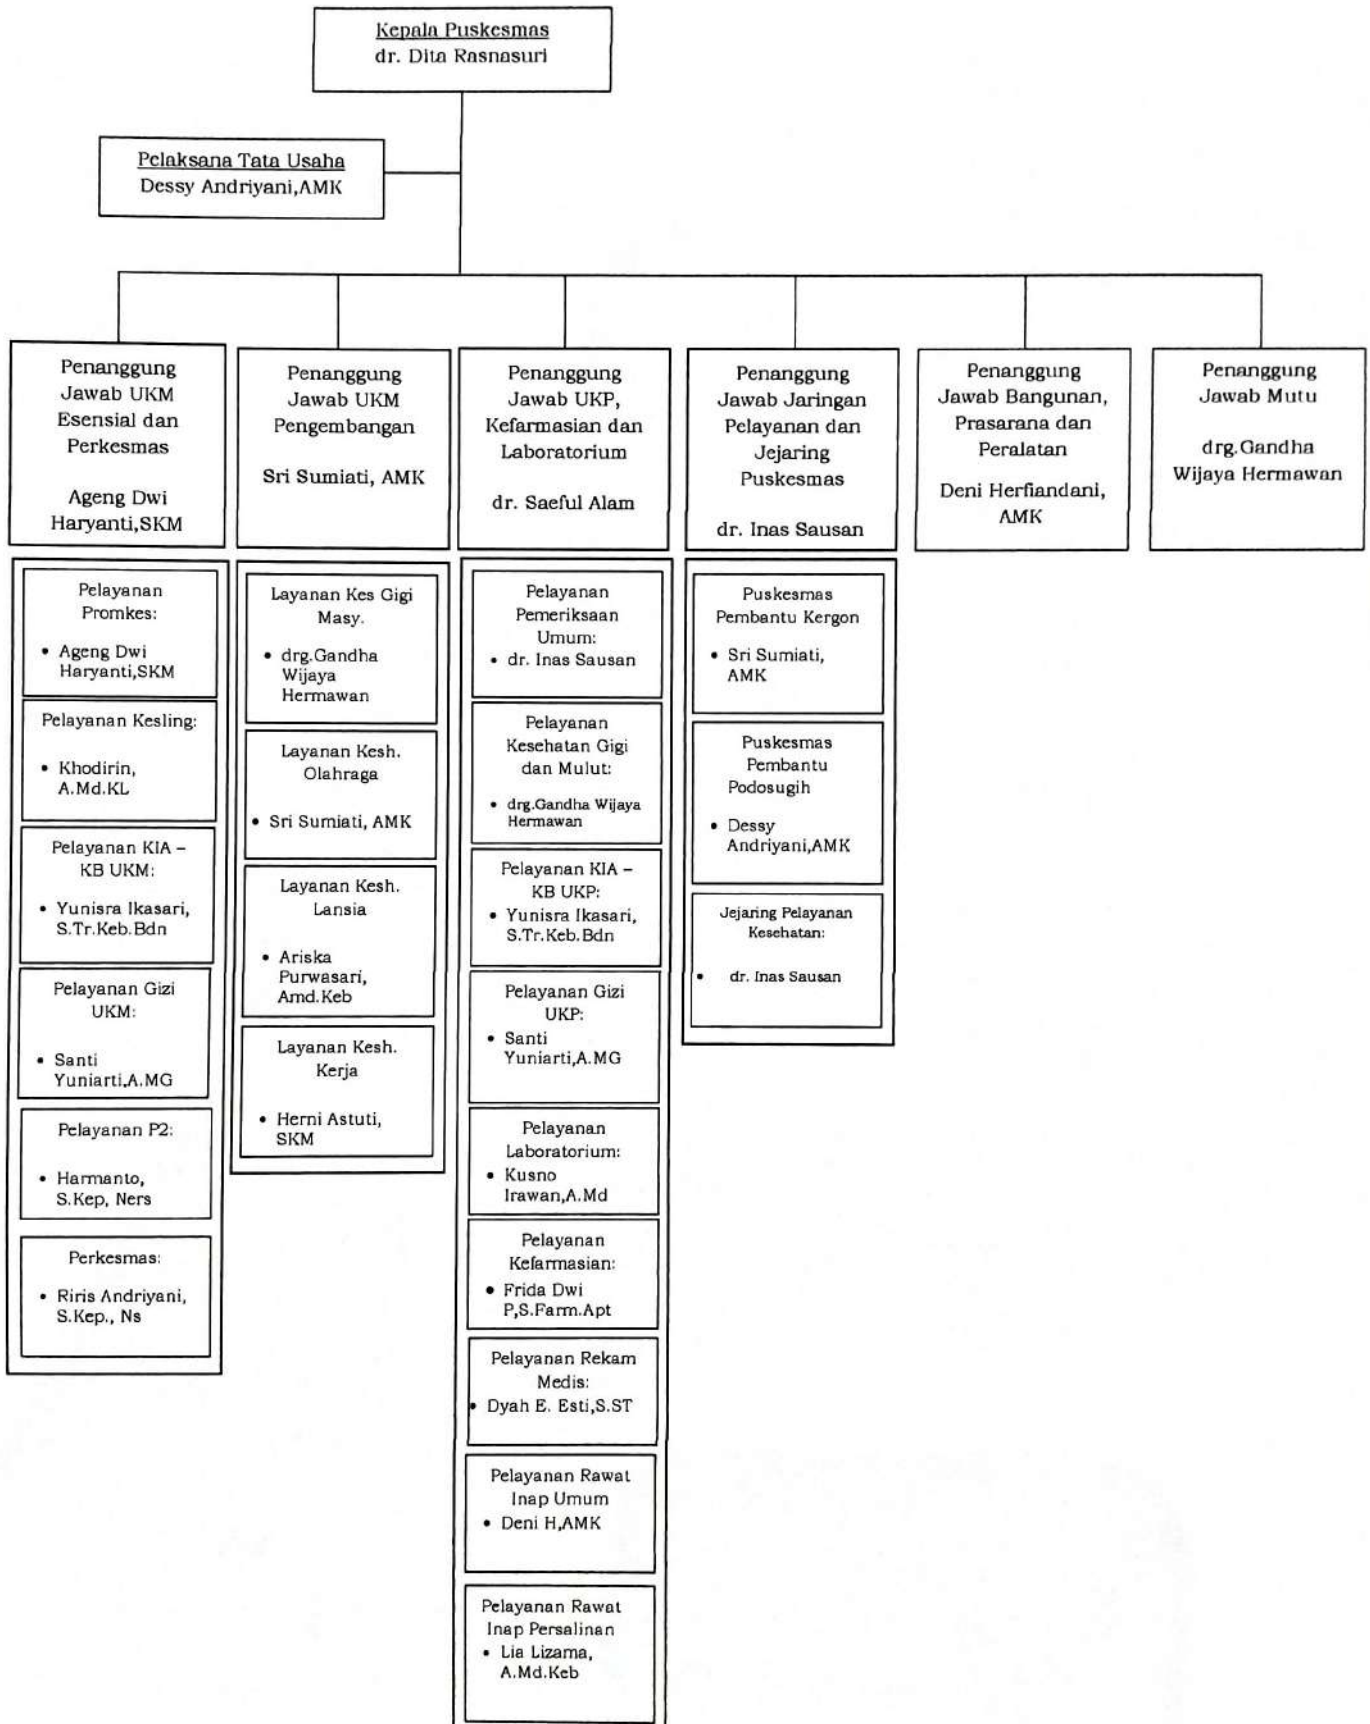 Kepala Puskesmas
dr. Dita Rasnasuri
Pelaksana Tata Usaha
Dessy Andriyani,AMK
Penanggung
Jawab UKM
Esensial dan
Perkesmas
Ageng Dwi
Haryanti,SKM
Penanggung
Jawab UKM
Pengembangan
Sri Sumiati, AMK
Penanggung
Jawab UKP,
Kefarmasian dan
Laboratorium
dr. Saeful Alam
Penanggung
Jawab Jaringan
Pelayanan dan
Jejaring
Puskesmas
dr. Inas Sausan
Penanggung
Jawab Bangunan,
Prasarana dan
Peralatan
Deni Herfiandani,
AMK
Penanggung
Jawab Mutu
drg.Gandha
Wijaya Hermawan
Pelayanan
Promkes:
• Ageng Dwi
Haryanti,SKM
Pelayanan Kesling:
• Khodirin,
A.Md.KL
Pelayanan KIA –
KB UKM:
• Yunisra Ikasari,
S.Tr.Keb.Bdn
Pelayanan Gizi
UKM:
• Santi
Yuniarti,A.MG
Pelayanan P2:
• Harmanto,
S.Kep, Ners
Perkesmas:
• Riris Andriyani,
S.Kep., Ns
Layanan Kes Gigi
Masy.
• drg.Gandha
Wijaya
Hermawan
Layanan Kesh.
Olahraga
• Sri Sumiati, AMK
Layanan Kesh.
Lansia
• Ariska
Purwasari,
Amd.Keb
Layanan Kesh.
Kerja
• Herni Astuti,
SKM
Pelayanan
Pemeriksaan
Umum:
• dr. Inas Sausan
Pelayanan
Kesehatan Gigi
dan Mulut:
• drg.Gandha Wijaya
Hermawan
Pelayanan KIA –
KB UKP:
• Yunisra Ikasari,
S.Tr.Keb.Bdn
Pelayanan Gizi
UKP:
• Santi
Yuniarti,A.MG
Pelayanan
Laboratorium:
• Kusno
Irawan,A.Md
Pelayanan
Kefarmasian:
• Frida Dwi
P,S.Farm.Apt
Pelayanan Rekam
Medis:
• Dyah E. Esti,S.ST
Pelayanan Rawat
Inap Umum
• Deni H,AMK
Pelayanan Rawat
Inap Persalinan
• Lia Lizama,
A.Md.Keb
Puskesmas
Pembantu Kergon
• Sri Sumiati,
AMK
Puskesmas
Pembantu
Podosugih
• Dessy
Andriyani,AMK
Jejaring Pelayanan
Kesehatan:
• dr. Inas Sausan